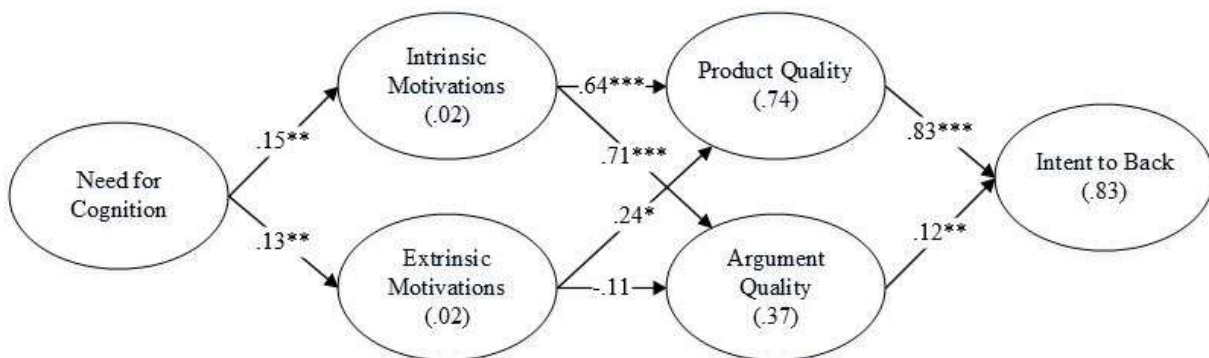 Need for
Cognition
.15**
.13**
Intrinsic
Motivations
(.02)
Extrinsic
Motivations
(.02)
.64***
.71***
.24*
-.11
Product Quality
(.74)
Argument
Quality
(.37)
.83***
.12**
Intent to Back
(.83)